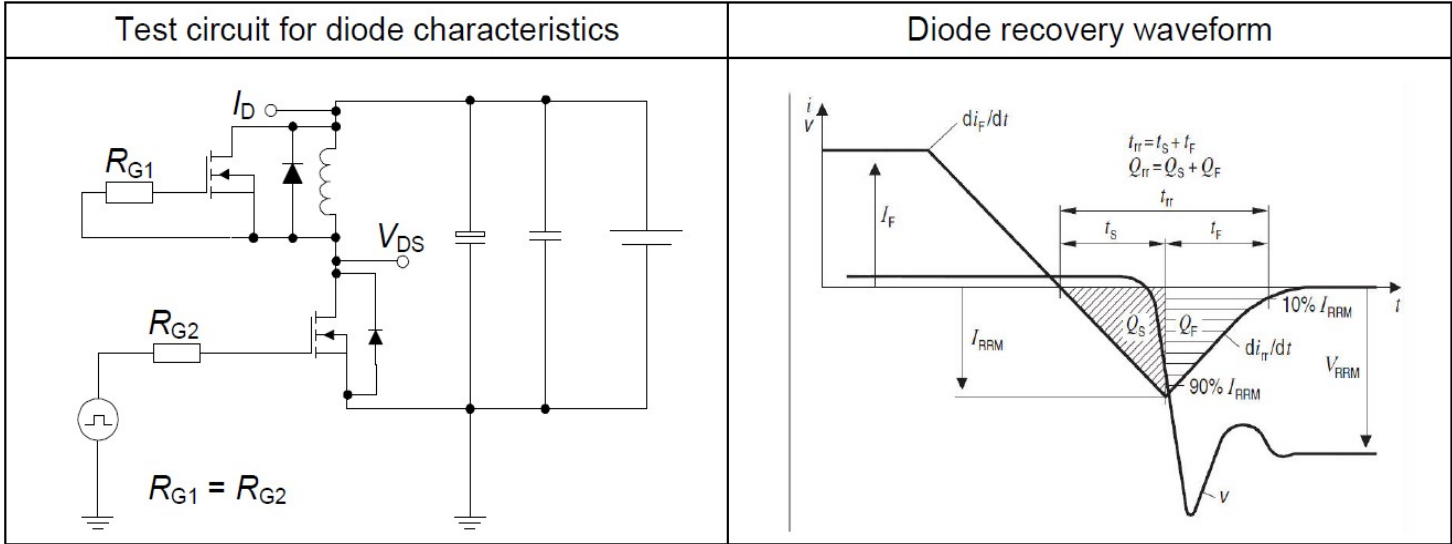 Test circuit for diode characteristics
Diode recovery waveform
I_D
R_G1
V_DS
R_G2
R_G1 = R_G2
i
v
di_F/dt
t_rr=t_S+t_F
Q_rr=Q_S+Q_F
t_rr
I_F
t_S
t_F
t
Q_S
Q_F
10% I_RRM
I_RRM
di_rr/dt
V_RRM
90% I_RRM
v